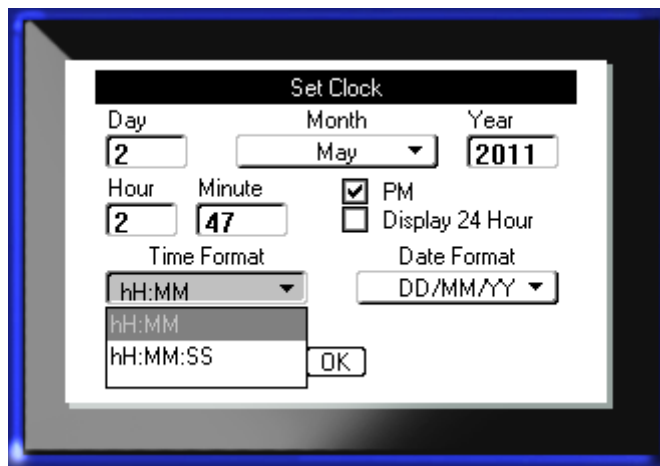 Set Clock
Day Month Year
2 May 2011
Hour Minute PM
2 47 Display 24 Hour
Time Format Date Format
hH:MM DD/MM/YY
hH:MM
hH:MM:SS
OK